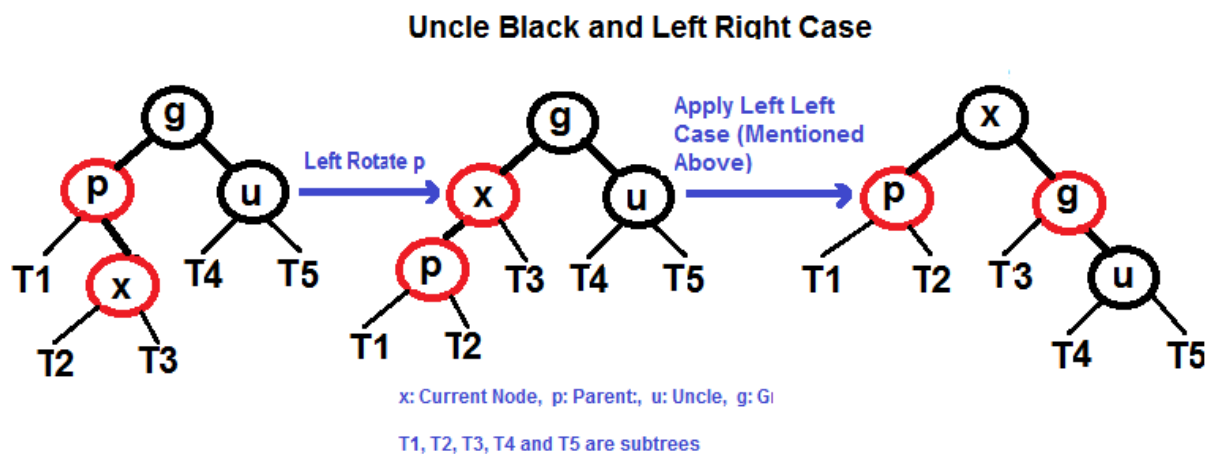 Uncle Black and Left Right Case
g
p
u
T1
x
T4
T5
T2
T3
Left Rotate p
g
x
u
p
T3
T4
T5
T1
T2
Apply Left Left
Case (Mentioned
Above)
x
p
g
T1
T2
T3
u
T4
T5
x: Current Node, p: Parent:, u: Uncle, g:
T1, T2, T3, T4 and T5 are subtrees